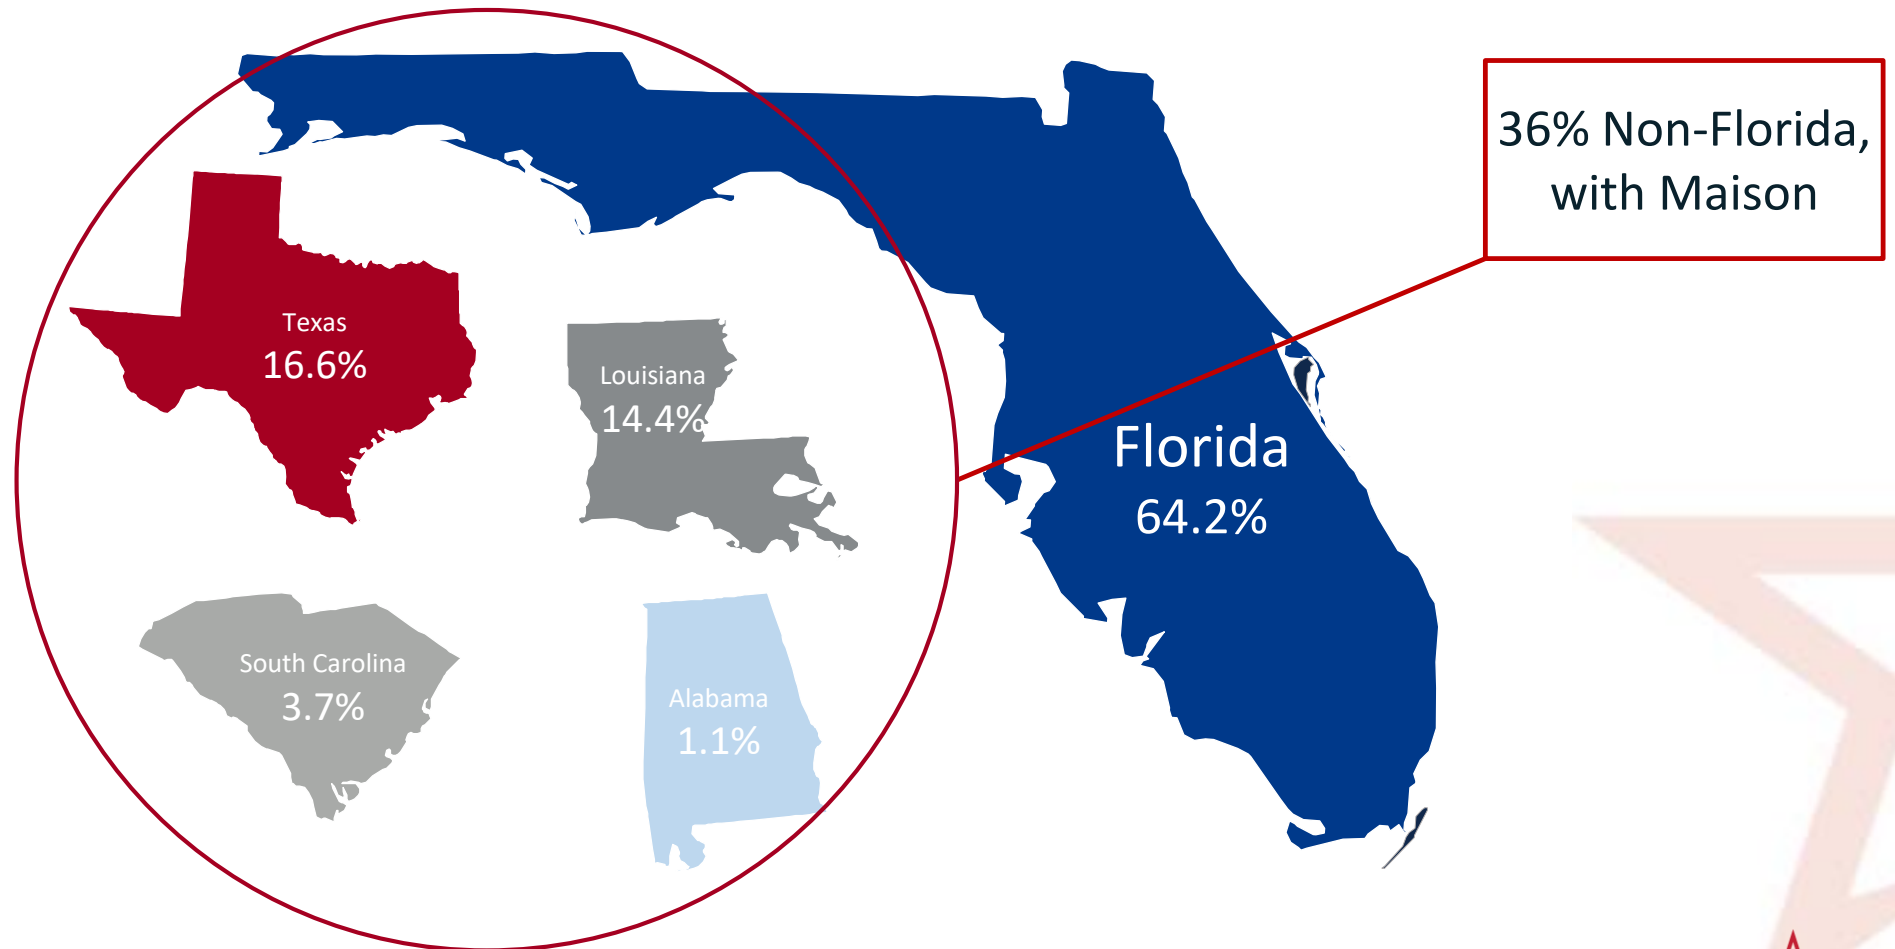 36% Non-Florida,
with Maison
Texas
16.6%
Louisiana
14.4%
Florida
64.2%
South Carolina
3.7%
Alabama
1.1%